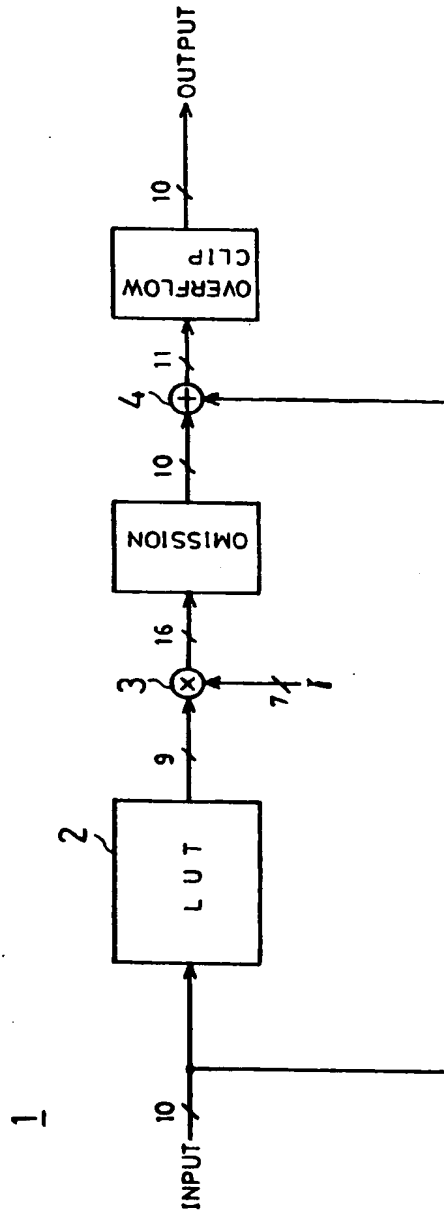 1
INPUT
10
2
LUT
9
3
×
7
γ
16
OMISSION
10
4
+
11
OVERFLOW
CLIP
10
OUTPUT